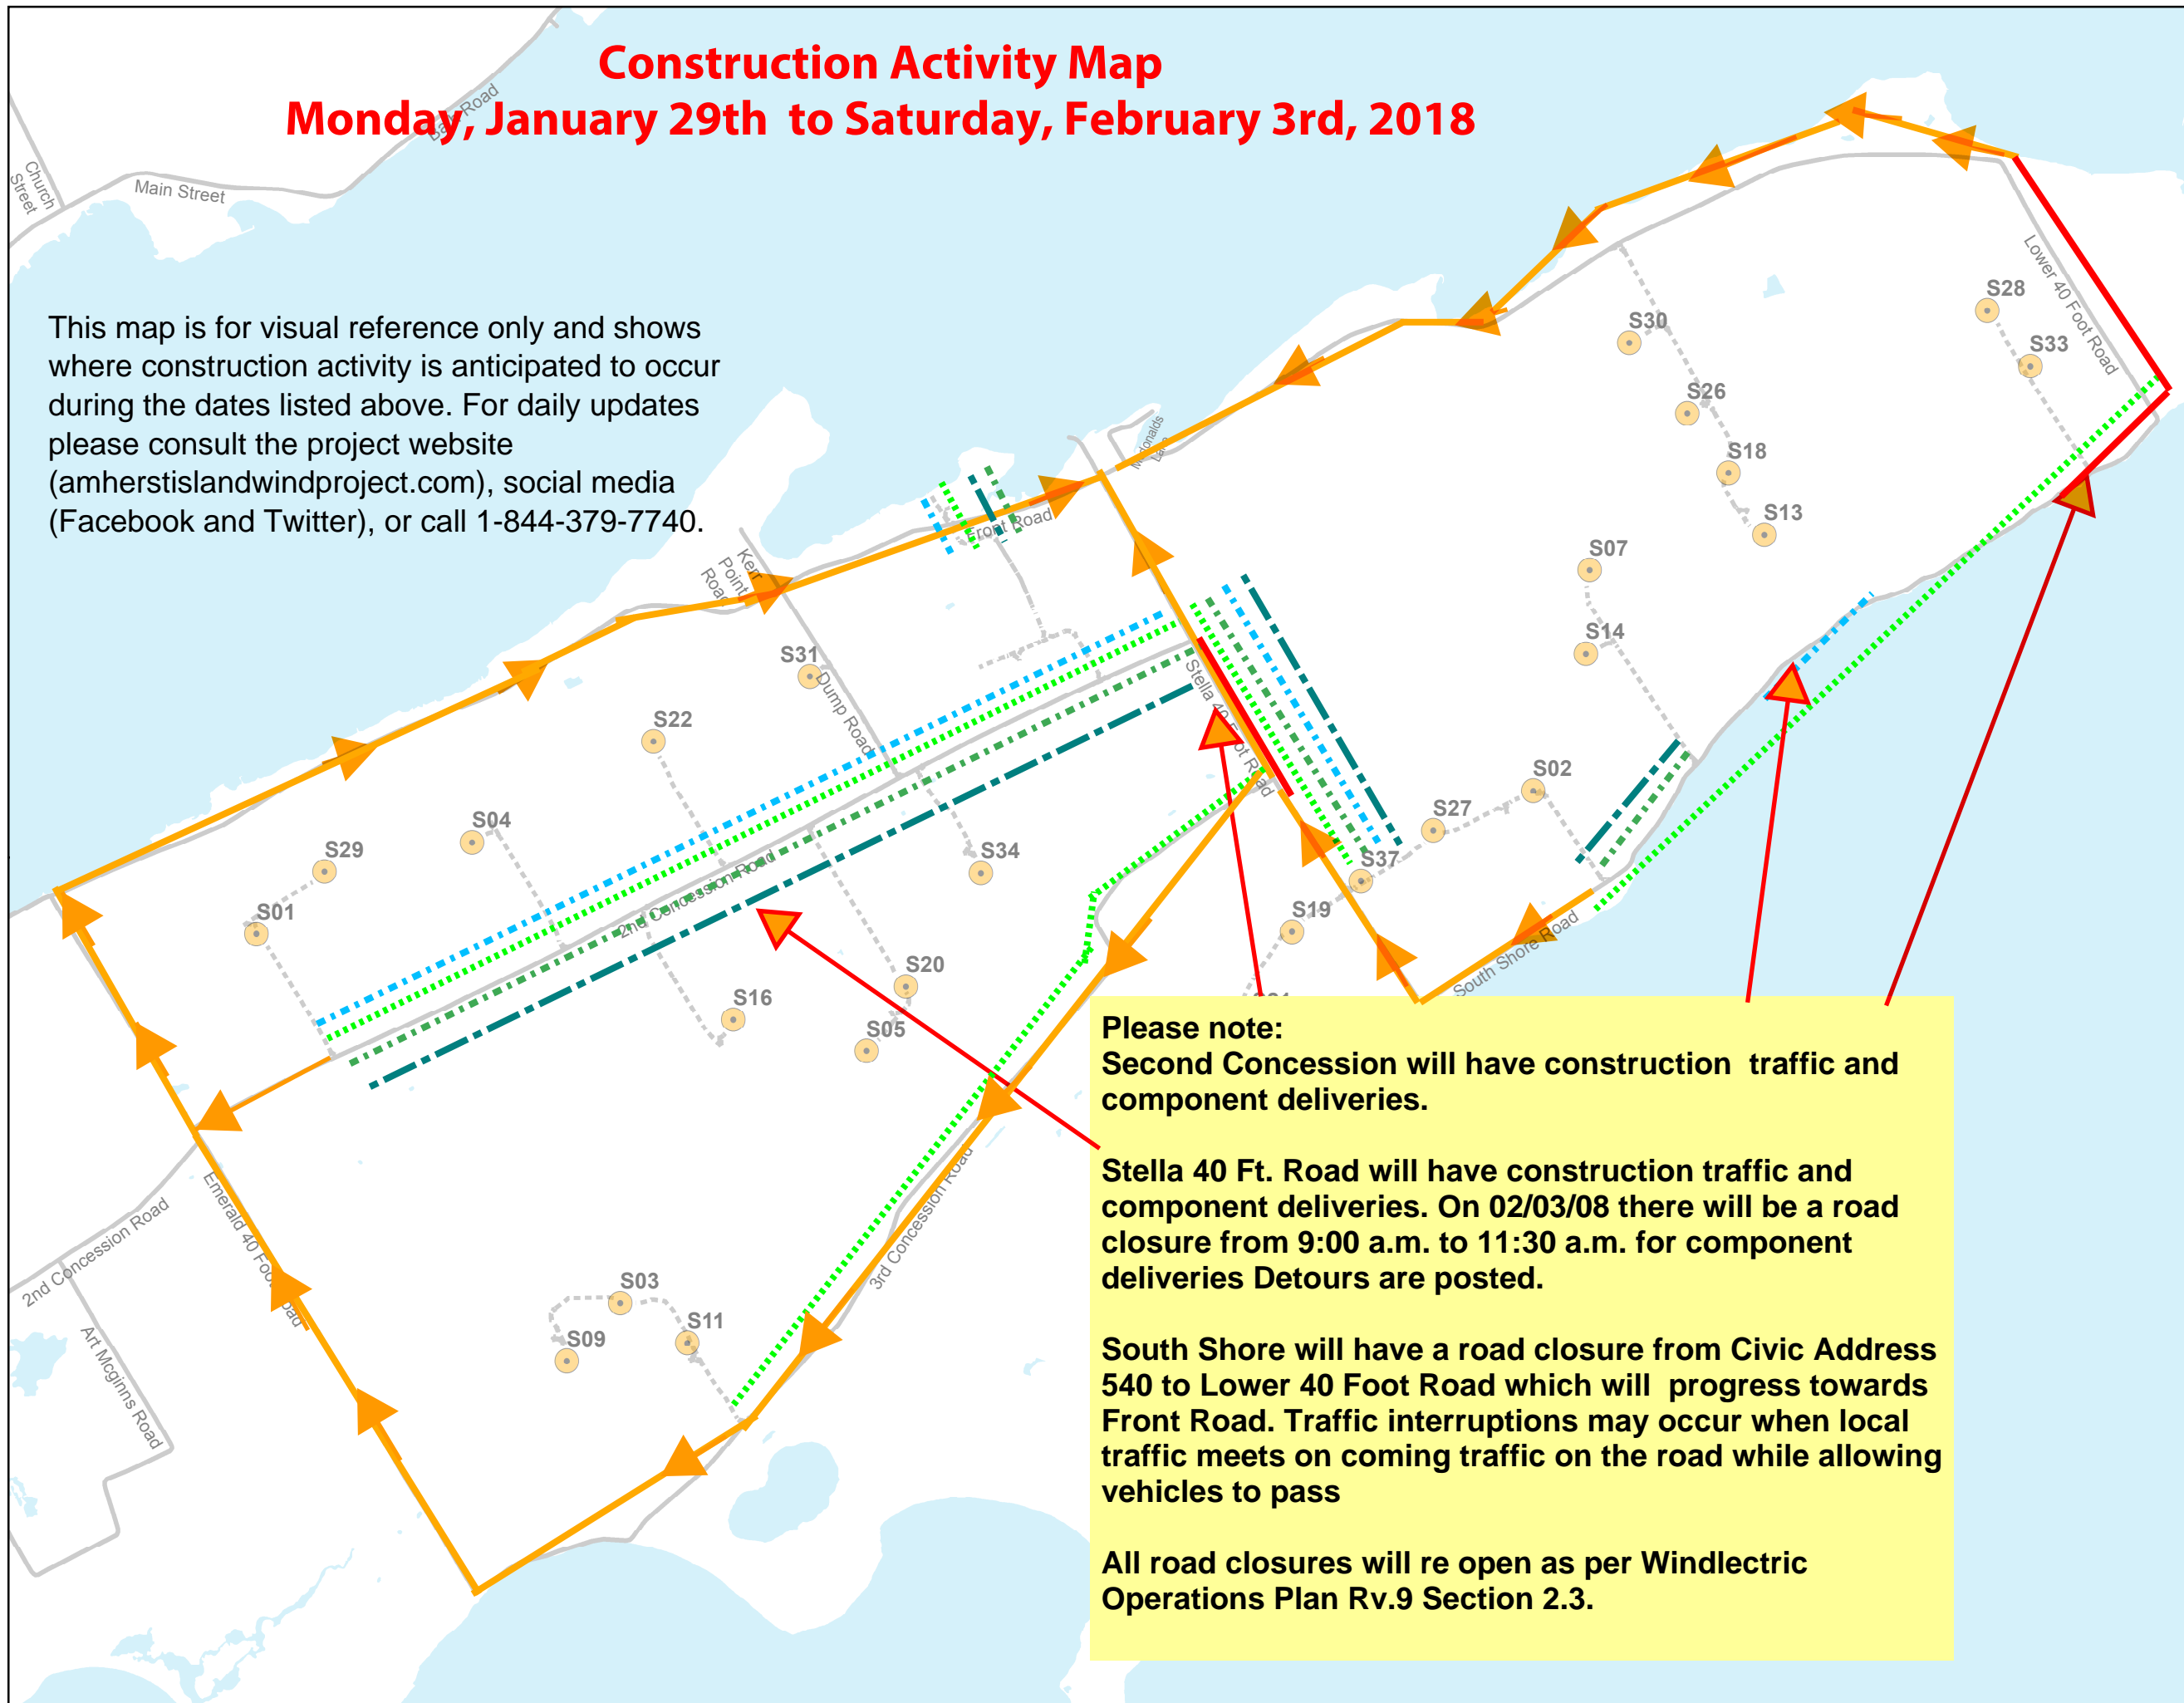 Construction Activity Map
Monday, January 29th  to Saturday, February 3rd, 2018
Bath Road
Church
Street
Main Street
This map is for visual reference only and shows
where construction activity is anticipated to occur
during the dates listed above. For daily updates
please consult the project website
(amherstislandwindproject.com), social media
(Facebook and Twitter), or call 1-844-379-7740.
Lower 40 Foot Road
S28
S33
S30
S26
S18
S13
S07
S14
Front Road
Kerr
Point
Road
S31
Dump Road
Stella 40 Foot Road
S22
S02
S27
S37
S04
S34
S29
2nd Concession Road
S01
S19
South Shore Road
S20
S16
S05
3rd Concession Road
Emerald 40 Foot Road
2nd Concession Road
Art Mcginns Road
S03
S11
S09
Please note:
Second Concession will have construction  traffic and
component deliveries.
Stella 40 Ft. Road will have construction traffic and
component deliveries. On 02/03/08 there will be a road
closure from 9:00 a.m. to 11:30 a.m. for component
deliveries Detours are posted.
South Shore will have a road closure from Civic Address
540 to Lower 40 Foot Road which will  progress towards
Front Road. Traffic interruptions may occur when local
traffic meets on coming traffic on the road while allowing
vehicles to pass
All road closures will re open as per Windlectric
Operations Plan Rv.9 Section 2.3.